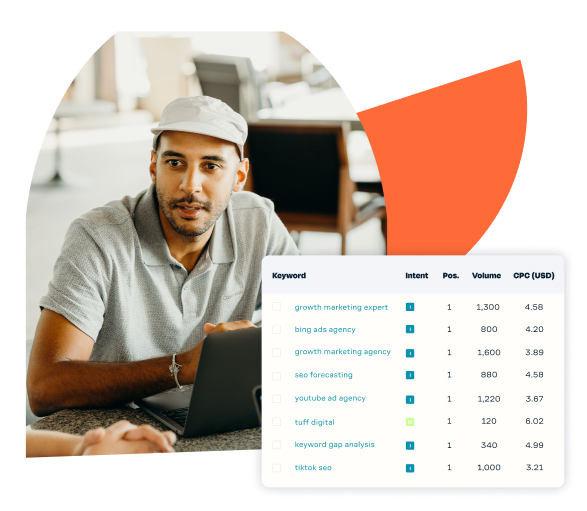 Keyword Intent Pos. Volume CPC (USD)
growth marketing expert I 1 1,300 4.58
bing ads agency I 1 800 4.20
growth marketing agency I 1 1,600 3.89
seo forecasting I 1 880 4.58
youtube ad agency I 1 1,220 3.67
tuff digital 1 120 6.02
keyword gap analysis I 1 340 4.99
tiktok seo I 1 1,000 3.21